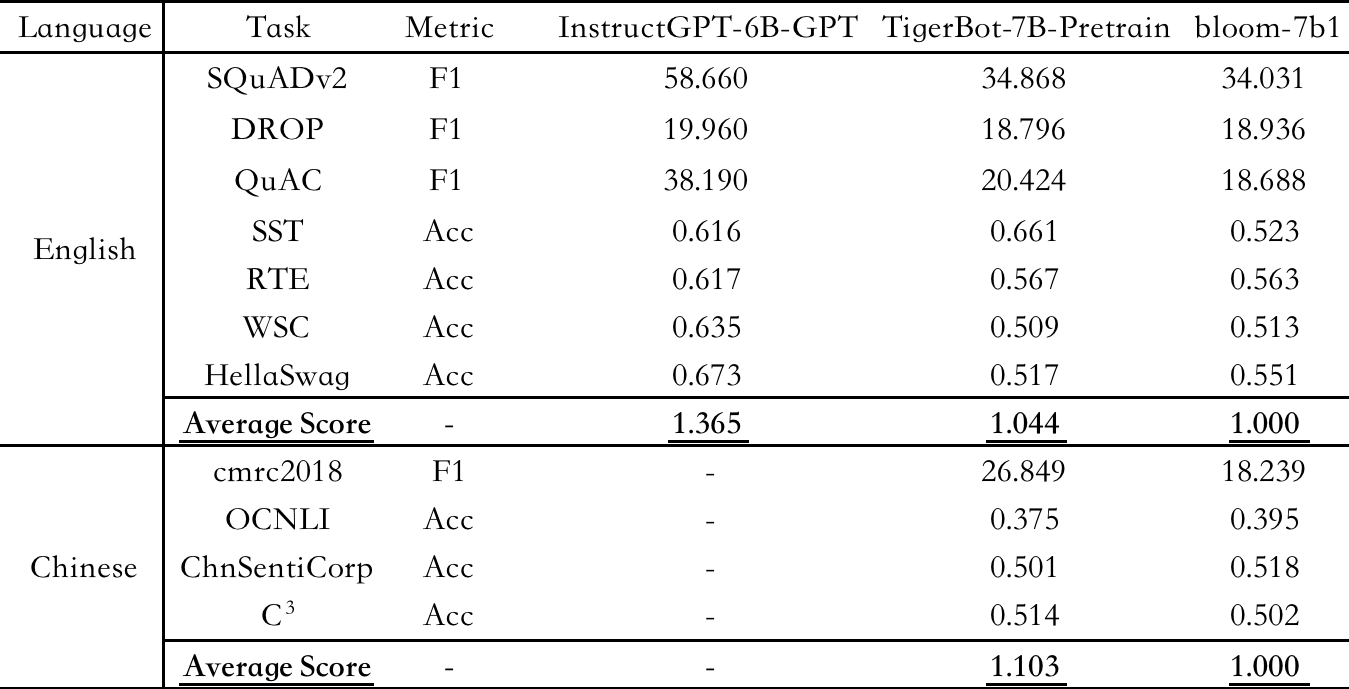 Language Task Metric InstructGPT-6B-GPT TigerBot-7B-Pretrain bloom-7b1
SQuADv2 F1 58.660 34.868 34.031
DROP F1 19.960 18.796 18.936
QuAC F1 38.190 20.424 18.688
SST Acc 0.616 0.661 0.523
English
RTE Acc 0.617 0.567 0.563
WSC Acc 0.635 0.509 0.513
HellaSwag Acc 0.673 0.517 0.551
Average Score - 1.365 1.044 1.000
cmrc2018 F1 - 26.849 18.239
OCNLI Acc - 0.375 0.395
Chinese ChnSentiCorp Acc - 0.501 0.518
C³ Acc - 0.514 0.502
Average Score - - 1.103 1.000